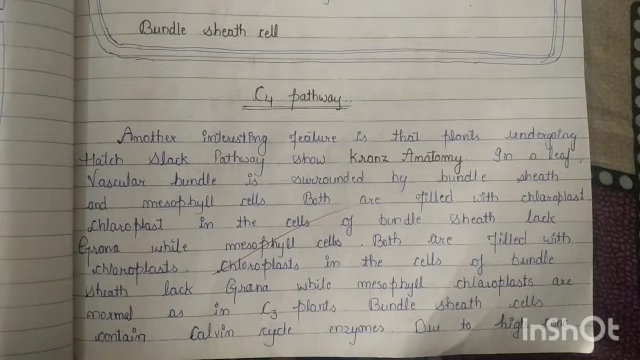 Bundle sheath cell
C4 pathway..
Another interesting feature is that plants undergoing
Hatch Slack Pathway show Kranz Anatomy. In a leaf,
Vascular bundle is surrounded by bundle sheath
and mesophyll cells Both are filled with chloroplast
chloroplast in the cells of bundle sheath lack
Grana while mesophyll cells. Both are filled with
chloroplasts. Chloroplasts in the cells of bundle
sheath lack Grana while mesophyll chloroplasts are
normal as in C3 plants Bundle sheath cells
contain Calvin cycle enzymes. Due to high
InShOt